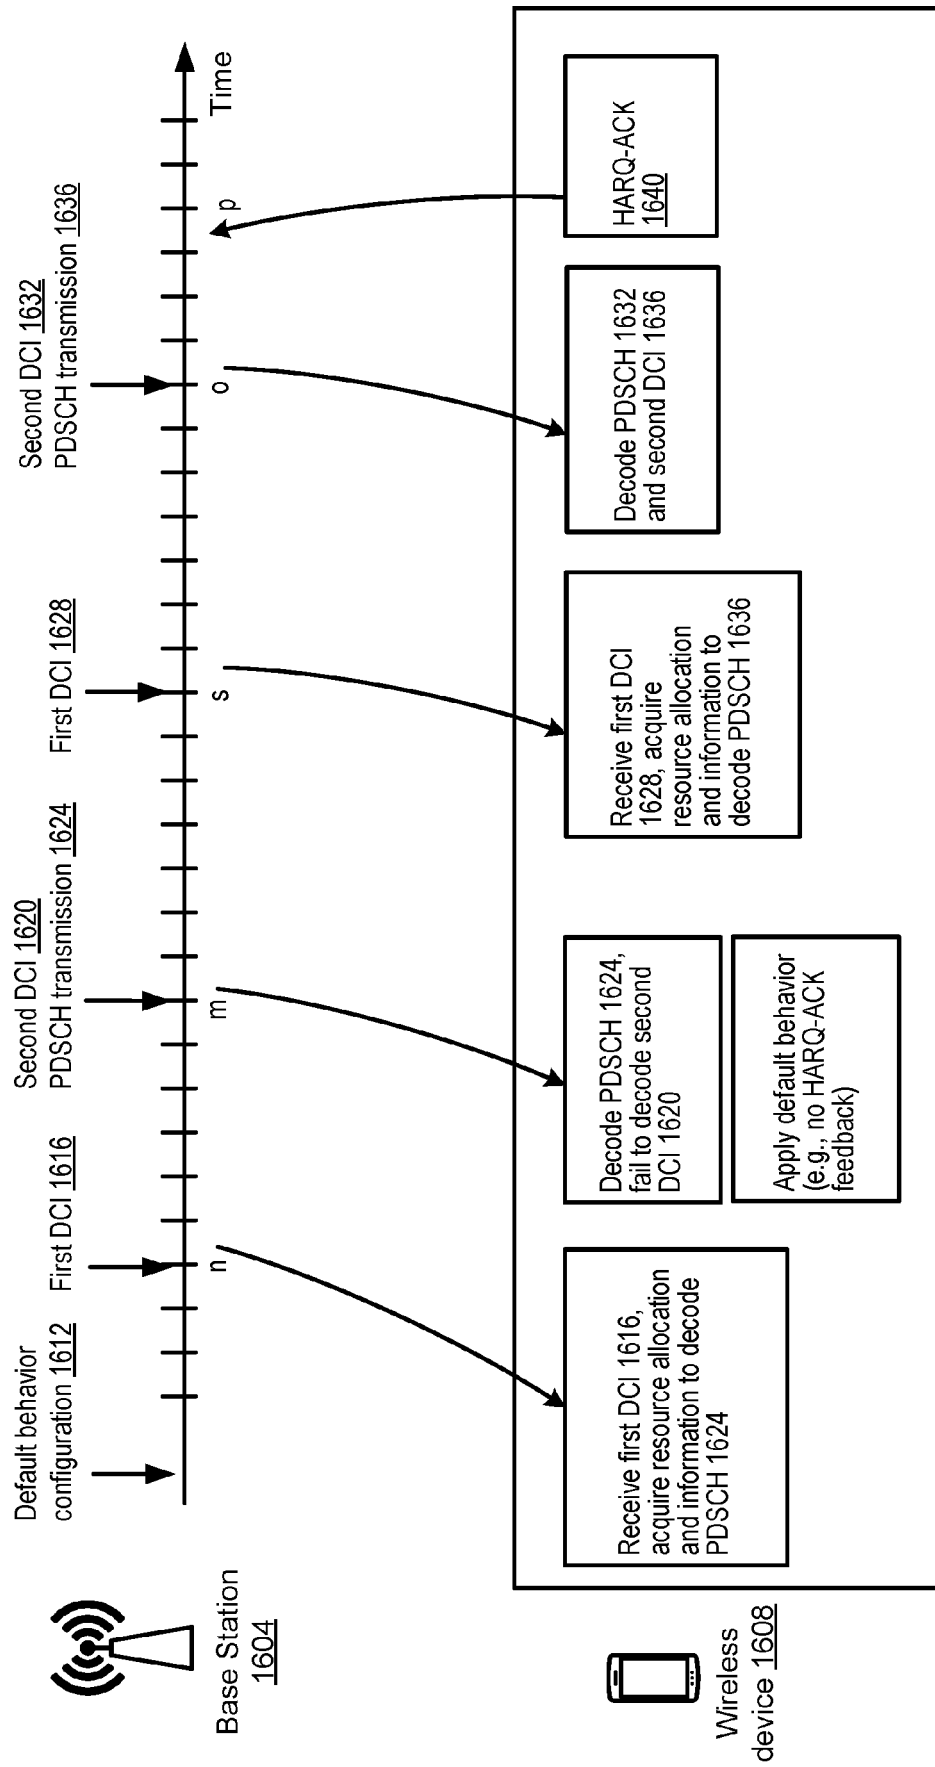 Default behavior
configuration 1612
First DCI 1616
Second DCI 1620
PDSCH transmission 1624
First DCI 1628
Second DCI 1632
PDSCH transmission 1636
n
m
s
o
p
Time
Base Station
1604
Wireless
device 1608
Receive first DCI 1616,
acquire resource allocation
and information to decode
PDSCH 1624
Decode PDSCH 1624,
fail to decode second
DCI 1620
Apply default behavior
(e.g., no HARQ-ACK
feedback)
Receive first DCI
1628, acquire
resource allocation
and information to
decode PDSCH 1636
Decode PDSCH 1632
and second DCI 1636
HARQ-ACK
1640